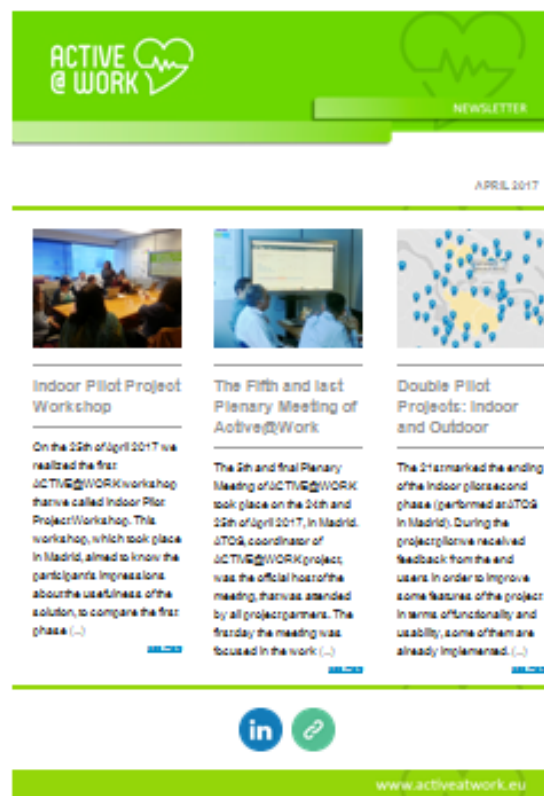 ACTIVE
@ WORK
NEWSLETTER
APRIL 2017
Indoor Pilot Project
Workshop
On the 25th of April 2017 we
realized the first
ACTIVE@WORK workshop
that we called Indoor Pilot
Project Workshop. This
workshop, which took place
in Madrid, aimed to know the
participants impressions
about the usefulness of the
solution, to compare the first
phase (...)
The Fifth and last
Plenary Meeting of
Active@Work
The 5th and final Plenary
Meeting of ACTIVE@WORK
took place on the 24th and
25th of April 2017, in Madrid.
ATOS, coordinator of
ACTIVE@WORK project,
was the official host of the
meeting, that was attended
by all project partners. The
first day the meeting was
focused in the work (...)
Double Pilot
Projects: Indoor
and Outdoor
The 21st marked the ending
of the indoor pilot second
phase (performed at ATOS
in Madrid). During the
project pilot we received
feedback from the end
users in order to improve
some features of the project
in terms of functionality and
usability, some of them are
already implemented. (...)
in
www.activeatwork.eu